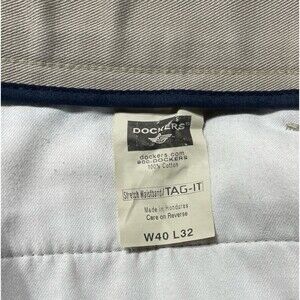 DOCKERS
dockers.com
800-DOCKERS
100% Cotton
Stretch Waistband/TAG-IT
Made in Honduras
Care on Reverse
W40 L32